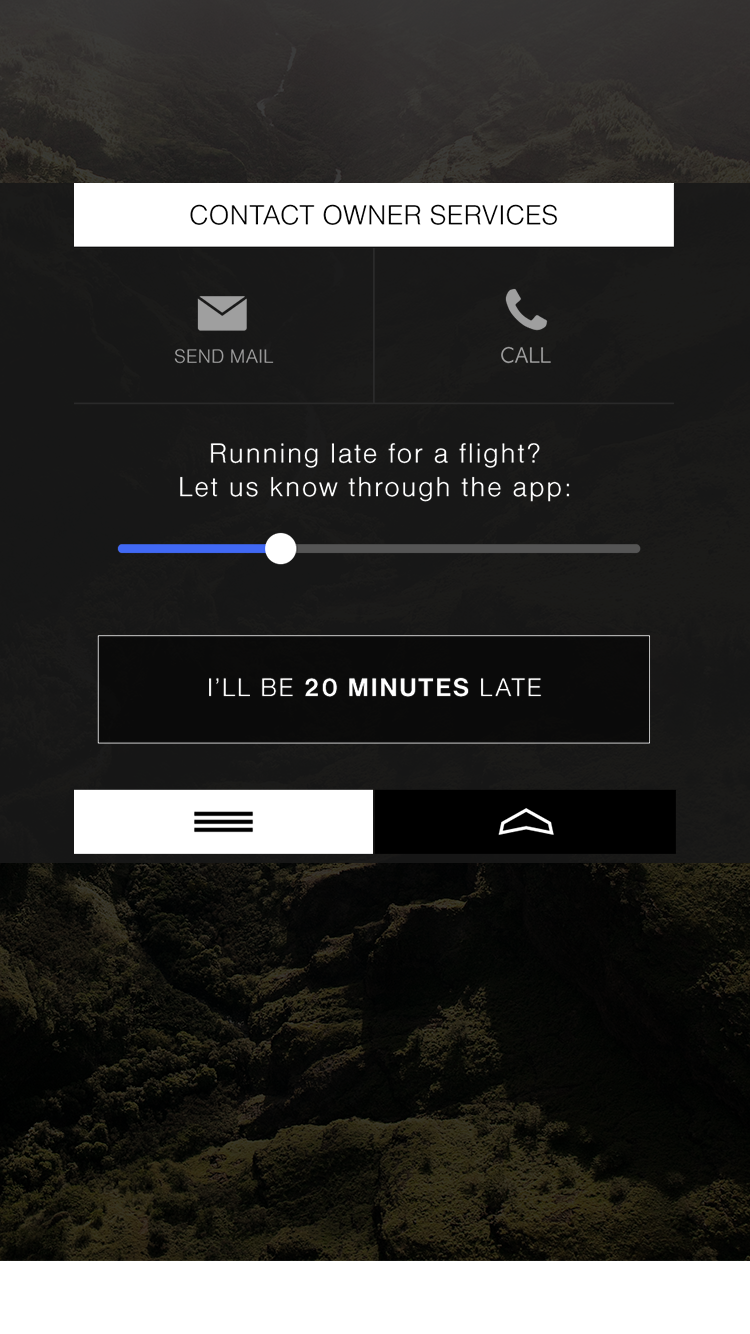 CONTACT OWNER SERVICES
SEND MAIL
CALL
Running late for a flight?
Let us know through the app:
I’LL BE 20 MINUTES LATE